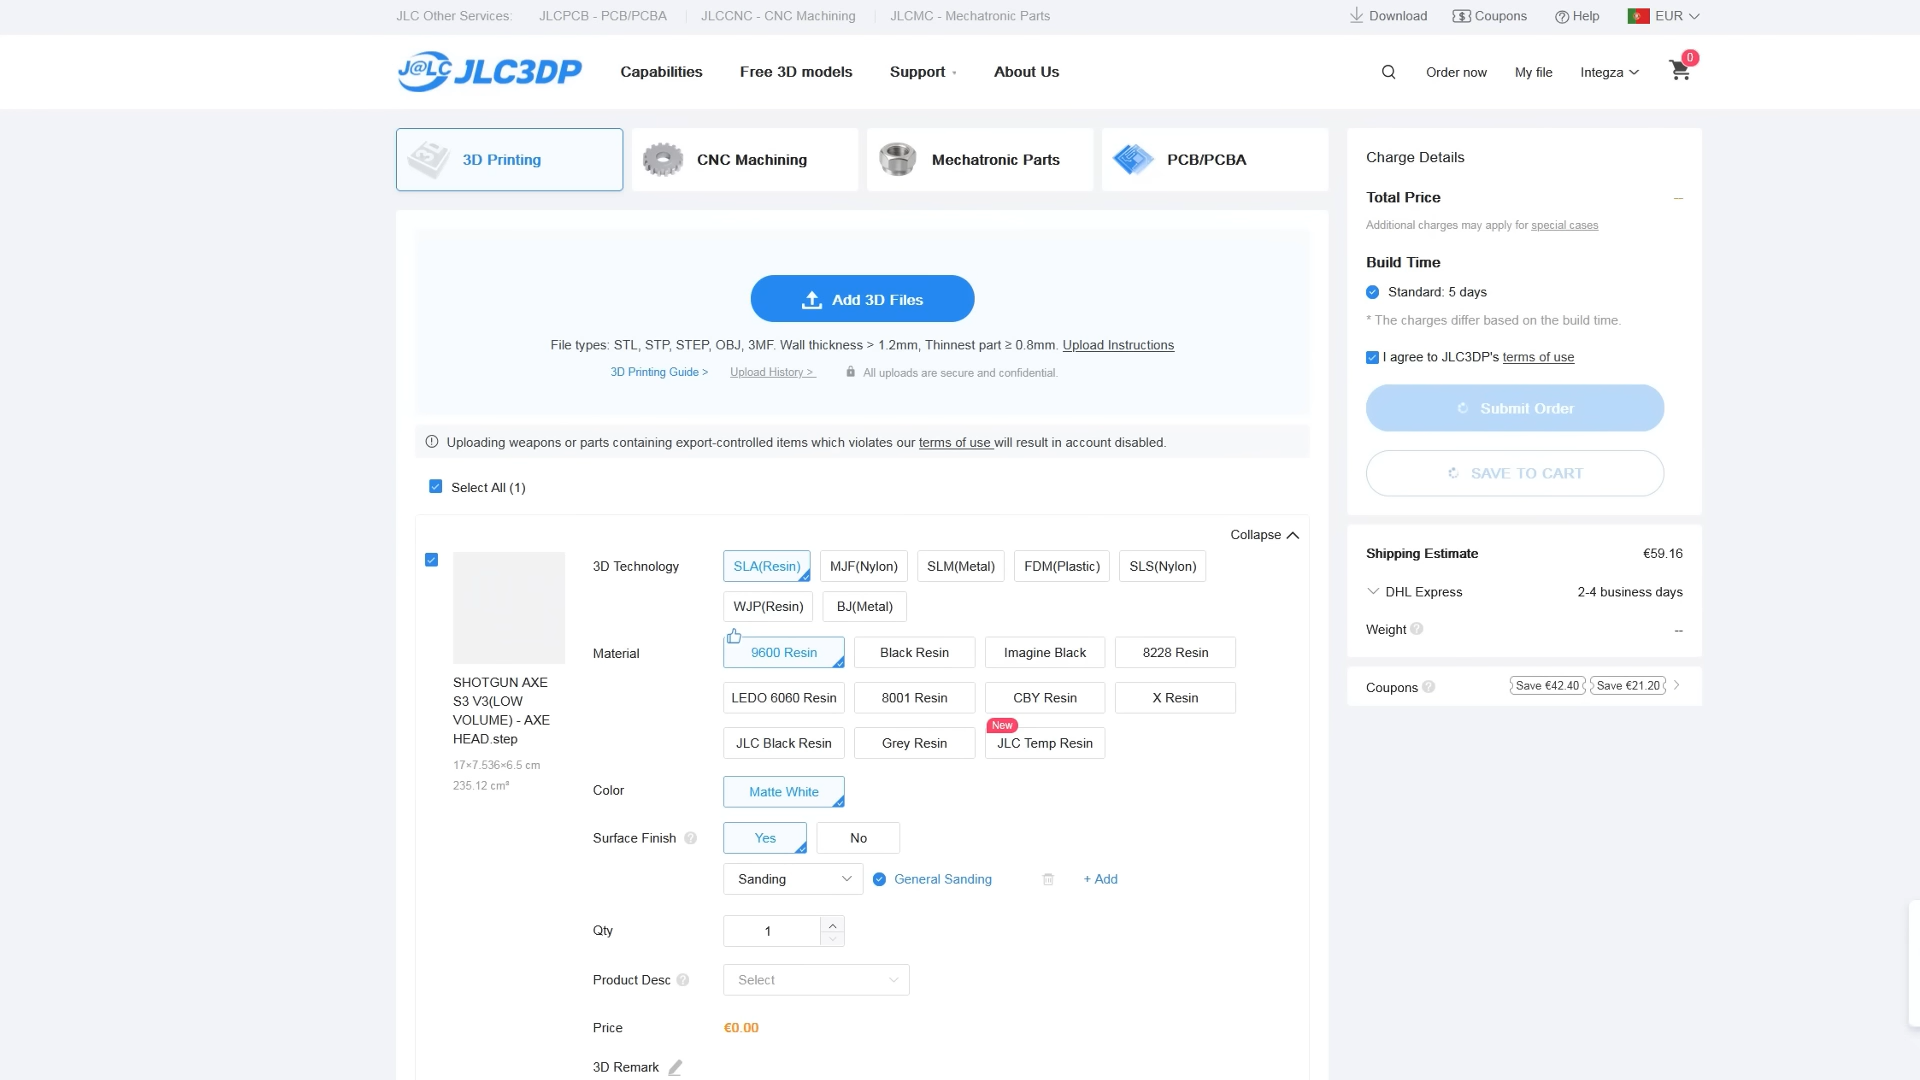 JLC Other Services:
JLCPCB - PCB/PCBA
JLCCNC - CNC Machining
JLCMC - Mechatronic Parts
Download
Coupons
Help
EUR
J@LC JLC3DP
Capabilities
Free 3D models
Support
About Us
Order now
My file
Integza
0
3D Printing
CNC Machining
Mechatronic Parts
PCB/PCBA
Add 3D Files
File types: STL, STP, STEP, OBJ, 3MF. Wall thickness > 1.2mm, Thinnest part ≥ 0.8mm. Upload Instructions
3D Printing Guide >
Upload History >
All uploads are secure and confidential.
Uploading weapons or parts containing export-controlled items which violates our terms of use will result in account disabled.
Select All (1)
Collapse
SHOTGUN AXE
S3 V3(LOW
VOLUME) - AXE
HEAD.step
17×7.536×6.5 cm
235.12 cm³
3D Technology
SLA(Resin)
MJF(Nylon)
SLM(Metal)
FDM(Plastic)
SLS(Nylon)
WJP(Resin)
BJ(Metal)
Material
9600 Resin
Black Resin
Imagine Black
8228 Resin
LEDO 6060 Resin
8001 Resin
CBY Resin
X Resin
New
JLC Black Resin
Grey Resin
JLC Temp Resin
Color
Matte White
Surface Finish ?
Yes
No
Sanding
General Sanding
+ Add
Qty
1
Product Desc ?
Select
Price
€0.00
3D Remark
Charge Details
Total Price
--
Additional charges may apply for special cases
Build Time
Standard: 5 days
* The charges differ based on the build time.
I agree to JLC3DP's terms of use
Submit Order
SAVE TO CART
Shipping Estimate
€59.16
DHL Express
2-4 business days
Weight ?
--
Coupons ?
Save €42.40
Save €21.20